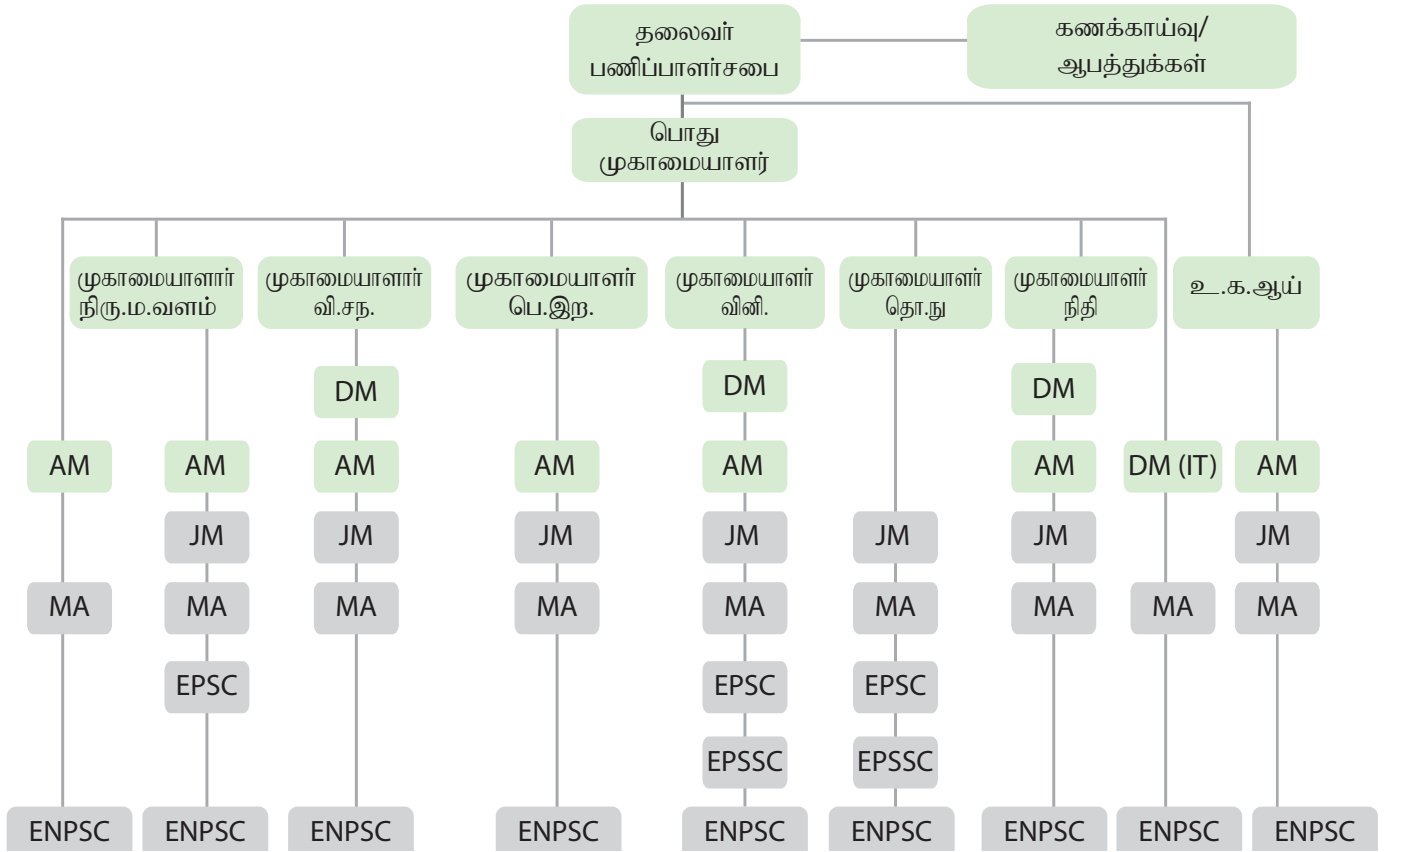 தலைவர்
பணிப்பாளர்சபை
கணக்காய்வு/
ஆபத்துக்கள்
பொது
முகாமையாளர்
முகாமையாளார்
நிரு.ம.வளம்
முகாமையாளார்
வி.சந.
முகாமையாளர்
பெ.இற.
முகாமையாளர்
வினி.
முகாமையாளர்
தொ.நு
முகாமையாளர்
நிதி
உ.க.ஆய்
DM
DM
DM
AM
AM
AM
AM
AM
AM
DM (IT)
AM
JM
JM
JM
JM
JM
JM
JM
MA
MA
MA
MA
MA
MA
MA
MA
MA
EPSC
EPSC
EPSC
EPSSC
EPSSC
ENPSC
ENPSC
ENPSC
ENPSC
ENPSC
ENPSC
ENPSC
ENPSC
ENPSC